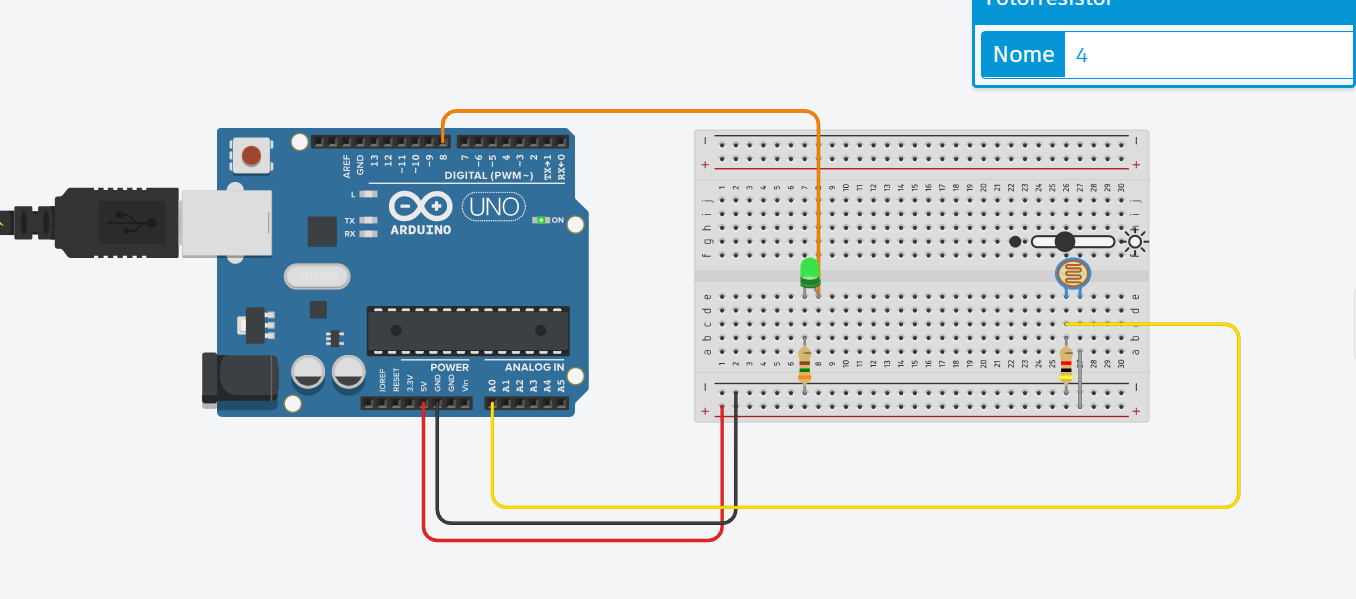 Fotorresistor
Nome 4
AREF GND 13 12 ~11 ~10 ~9 8 7 ~6 ~5 4 ~3 2 TX→1 RX←0
DIGITAL (PWM~)
L
TX
RX
UNO
ON
ARDUINO
POWER
ANALOG IN
IOREF RESET 3.3V 5V GND GND Vin A0 A1 A2 A3 A4 A5
1 2 3 4 5 6 7 8 9 10 11 12 13 14 15 16 17 18 19 20 21 22 23 24 25 26 27 28 29 30
j
i
h
g
f
e
d
c
b
a
1 2 3 4 5 6 7 8 9 10 11 12 13 14 15 16 17 18 19 20 21 22 23 24 25 26 27 28 29 30